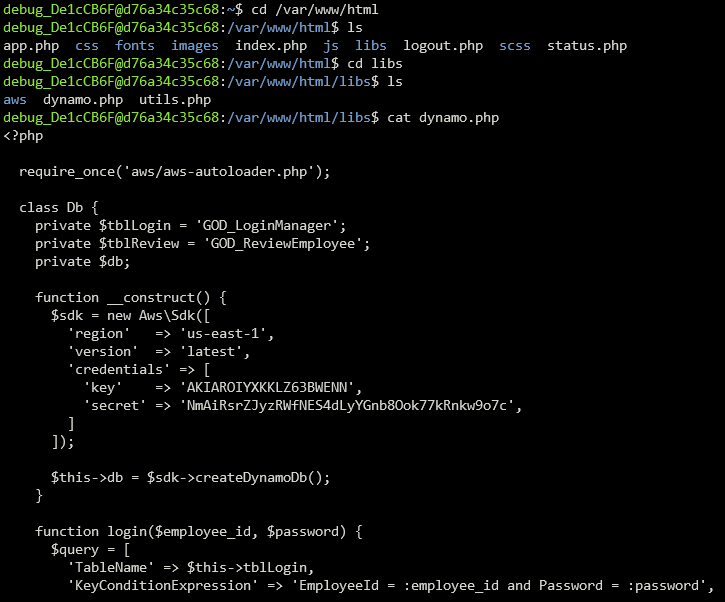 debug_De1cCB6F@d76a34c35c68:~$ cd /var/www/html
debug_De1cCB6F@d76a34c35c68:/var/www/html$ ls
app.php  css  fonts  images  index.php  js  libs  logout.php  scss  status.php
debug_De1cCB6F@d76a34c35c68:/var/www/html$ cd libs
debug_De1cCB6F@d76a34c35c68:/var/www/html/libs$ ls
aws  dynamo.php  utils.php
debug_De1cCB6F@d76a34c35c68:/var/www/html/libs$ cat dynamo.php
<?php
  require_once('aws/aws-autoloader.php');
  class Db {
    private $tblLogin = 'GOD_LoginManager';
    private $tblReview = 'GOD_ReviewEmployee';
    private $db;
    function __construct() {
      $sdk = new Aws\Sdk([
        'region'   => 'us-east-1',
        'version'  => 'latest',
        'credentials' => [
          'key'    => 'AKIAROIYXKKLZ63BWENN',
          'secret' => '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',
        ]
      ]);
      $this->db = $sdk->createDynamoDb();
    }
    function login($employee_id, $password) {
      $query = [
        'TableName' => $this->tblLogin,
        'KeyConditionExpression' => 'EmployeeId = :employee_id and Password = :password',